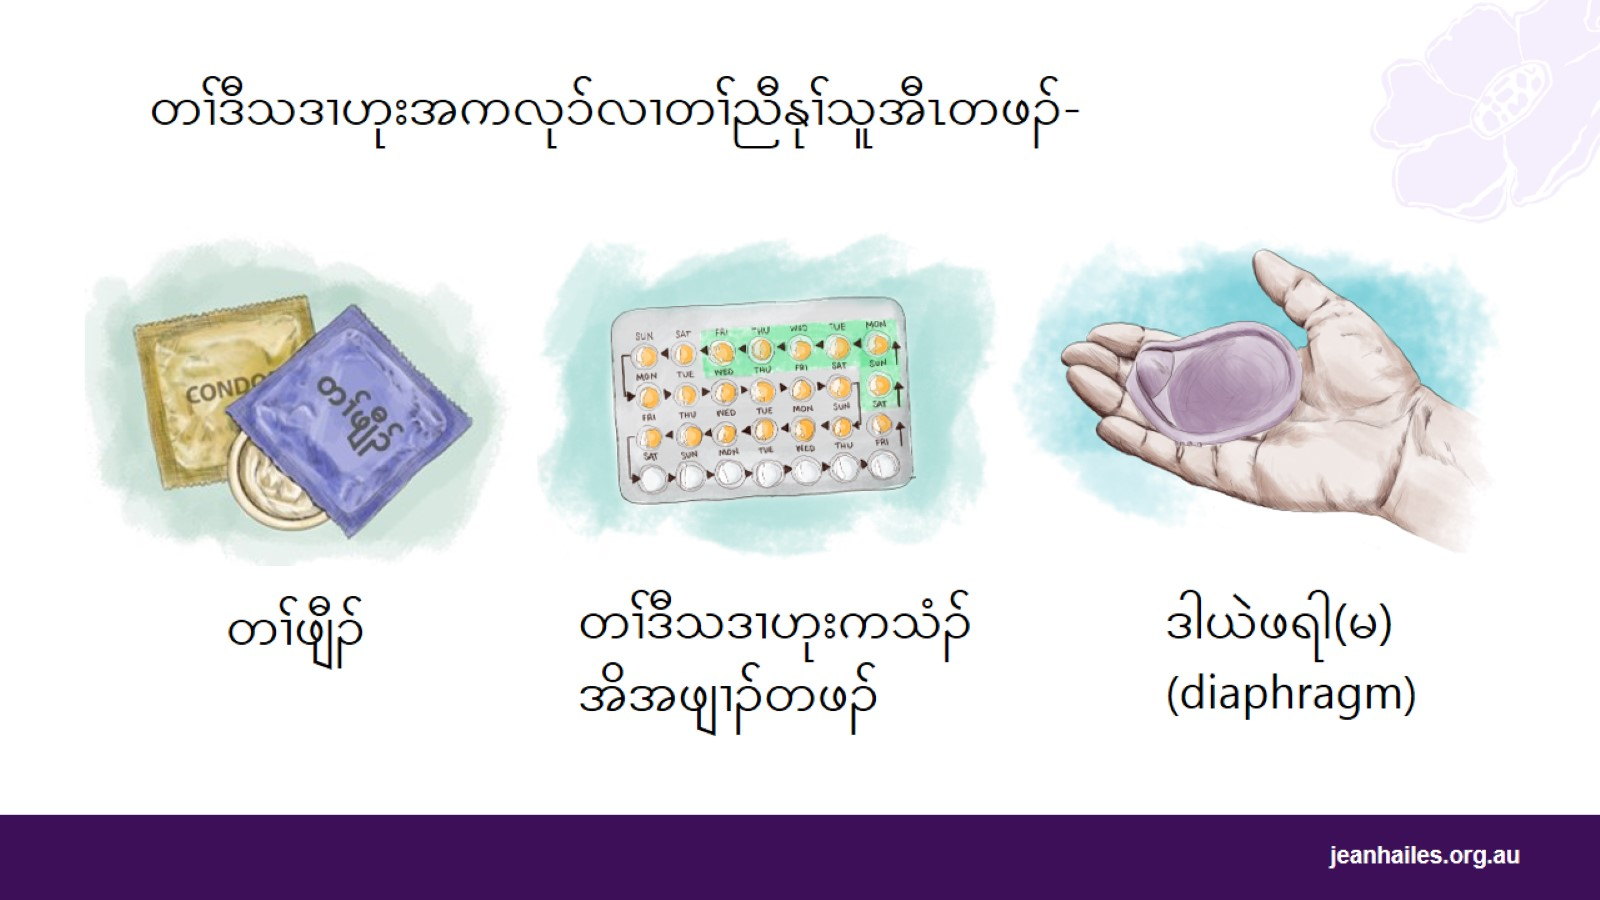 တၢ်ဒီသဒၢဟုးအကလုာ်လၢတၢ်ညီနုၢ်သူအီၤတဖၣ်-
CONDO
တၢ်ဖျီၣ်
SUN SAT FRI THU WED TUE MON
MON TUE WED THU FRI SAT SUN
FRI THU WED TUE MON SUN SAT
SAT SUN MON TUE WED THU FRI
တၢ်ဖျီၣ်
တၢ်ဒီသဒၢဟုးကသံၣ်
အိအဖျၢၣ်တဖၣ်
ဒါယဲဖရါ(မ)
(diaphragm)
jeanhailes.org.au